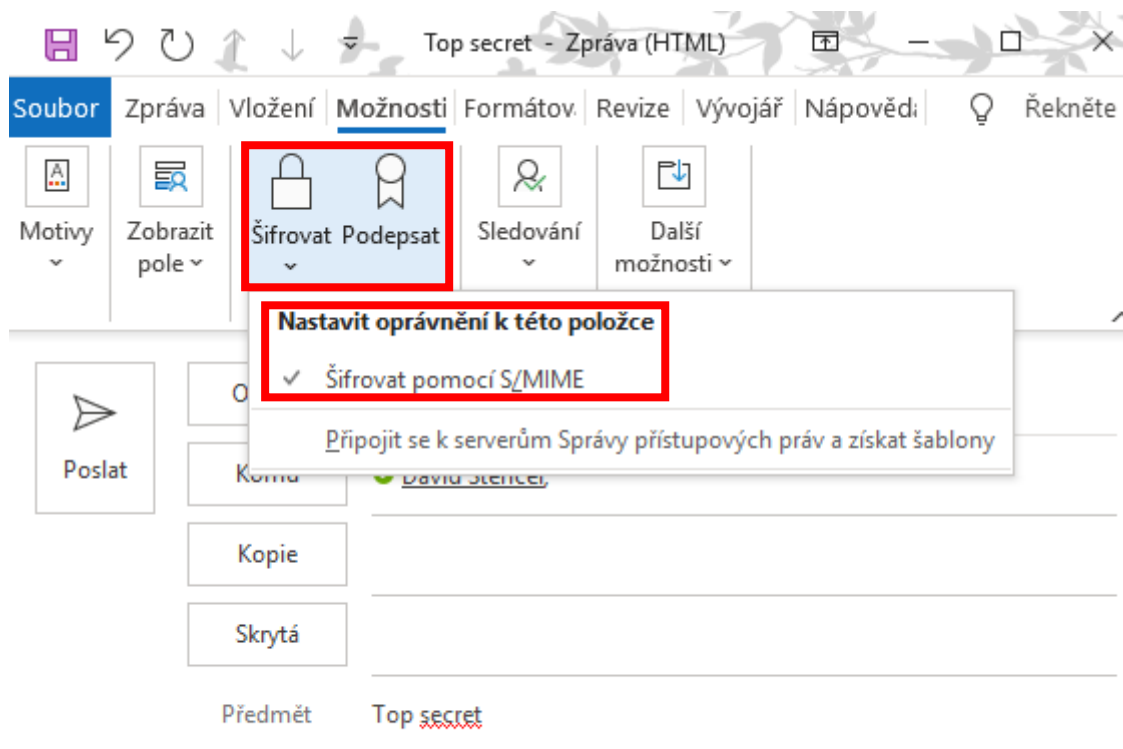 Top secret - Zpráva (HTML)
Soubor Zpráva Vložení Možnosti Formátov Revize Vývojář Nápověd Řekněte
Motivy
Zobrazit pole
Šifrovat Podepsat
Sledování
Další možnosti
Nastavit oprávnění k této položce
Šifrovat pomocí S/MIME
Připojit se k serverům Správy přístupových práv a získat šablony
Poslat
O
Komu David Stencel
Kopie
Skrytá
Předmět Top secret